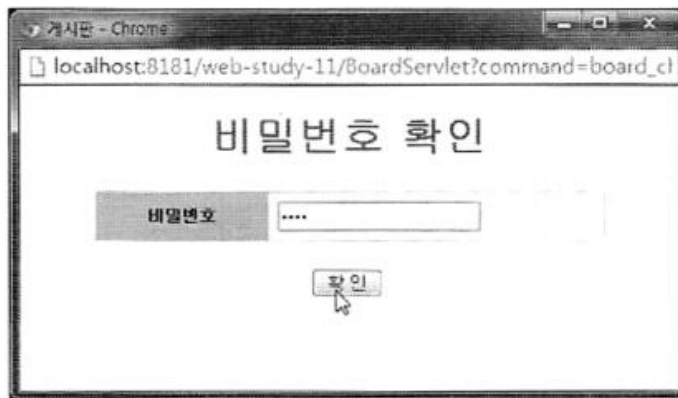 게시판 - Chrome
localhost:8181/web-study-11/BoardServlet?command=board_cl
비밀번호 확인
비밀번호
••••
확인